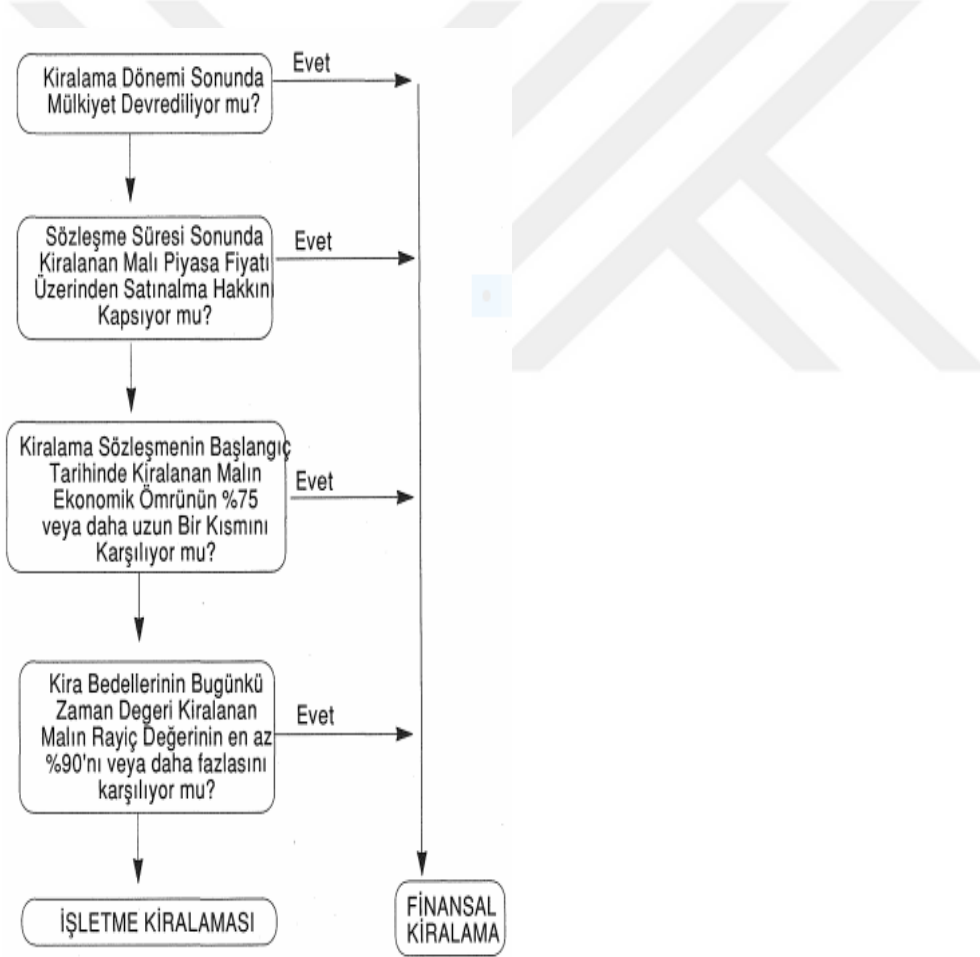 Kiralama Dönemi Sonunda
Mülkiyet Devrediliyor mu?
Evet
Sözleşme Süresi Sonunda
Kiralanan Malı Piyasa Fiyatı
Üzerinden Satınalma Hakkını
Kapsıyor mu?
Evet
Kiralama Sözleşmenin Başlangıç
Tarihinde Kiralanan Malın
Ekonomik Ömrünün %75
veya daha uzun Bir Kısmını
Karşılıyor mu?
Evet
Kira Bedellerinin Bugünkü
Zaman Degeri Kiralanan
Malın Rayiç Değerinin en az
%90'nı veya daha fazlasını
karşılıyor mu?
Evet
İŞLETME KİRALAMASI
FİNANSAL
KİRALAMA